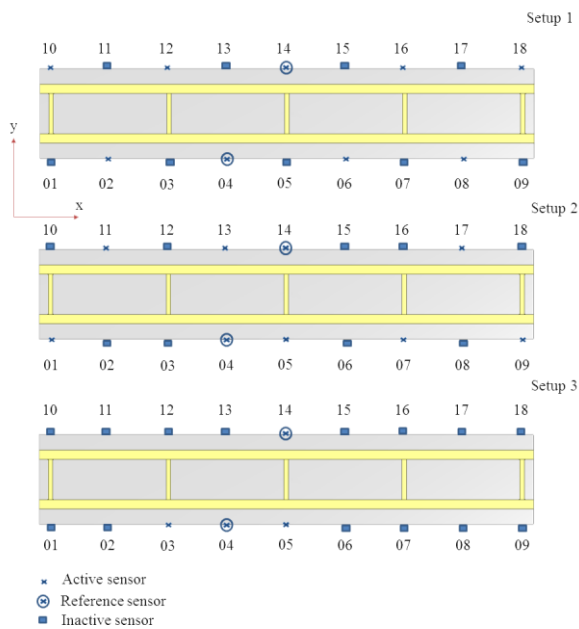 Setup 1
10 11 12 13 14 15 16 17 18
y
01 02 03 04 05 06 07 08 09
x
Setup 2
10 11 12 13 14 15 16 17 18
01 02 03 04 05 06 07 08 09
Setup 3
10 11 12 13 14 15 16 17 18
01 02 03 04 05 06 07 08 09
Active sensor
Reference sensor
Inactive sensor